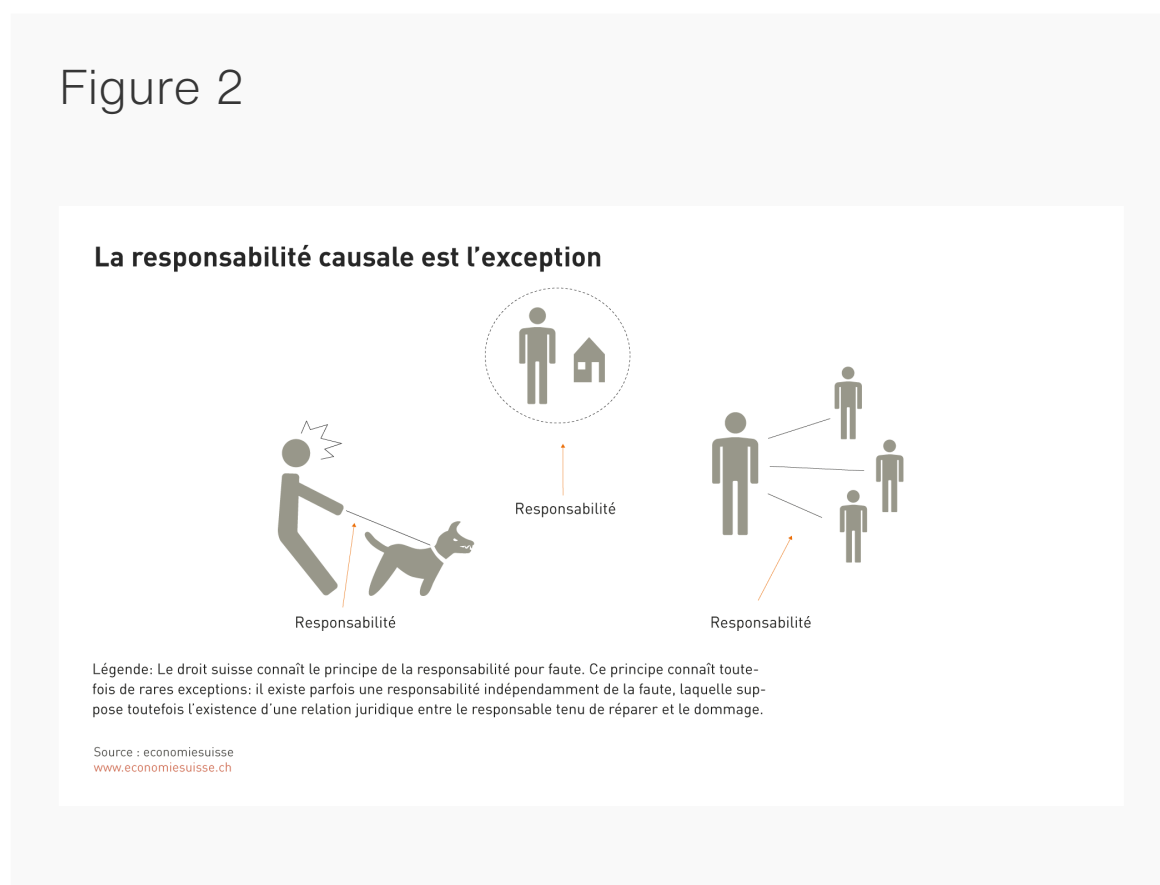 Figure 2
La responsabilité causale est l’exception
Responsabilité
Responsabilité
Responsabilité
Légende: Le droit suisse connaît le principe de la responsabilité pour faute. Ce principe connaît toute-
fois de rares exceptions: il existe parfois une responsabilité indépendamment de la faute, laquelle sup-
pose toutefois l’existence d’une relation juridique entre le responsable tenu de réparer et le dommage.
Source : economiesuisse
www.economiesuisse.ch